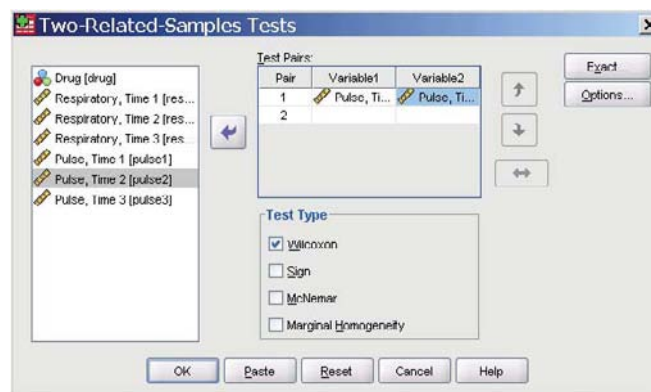 Two-Related-Samples Tests
Drug [drug]
Respiratory, Time 1 [res...
Respiratory, Time 2 [res...
Respiratory, Time 3 [res...
Pulse, Time 1 [pulse1]
Pulse, Time 2 [pulse2]
Pulse, Time 3 [pulse3]
Test Pairs:
Pair Variable1 Variable2
1 Pulse, Ti... Pulse, Ti...
2
Exact...
Options...
Test Type
Wilcoxon
Sign
McNemar
Marginal Homogeneity
OK Paste Reset Cancel Help